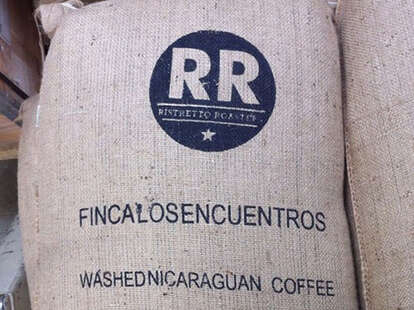 RR
RISTRETTO ROASTERS
FINCALOSENCUENTROS
WASHEDNICARAGUAN COFFEE